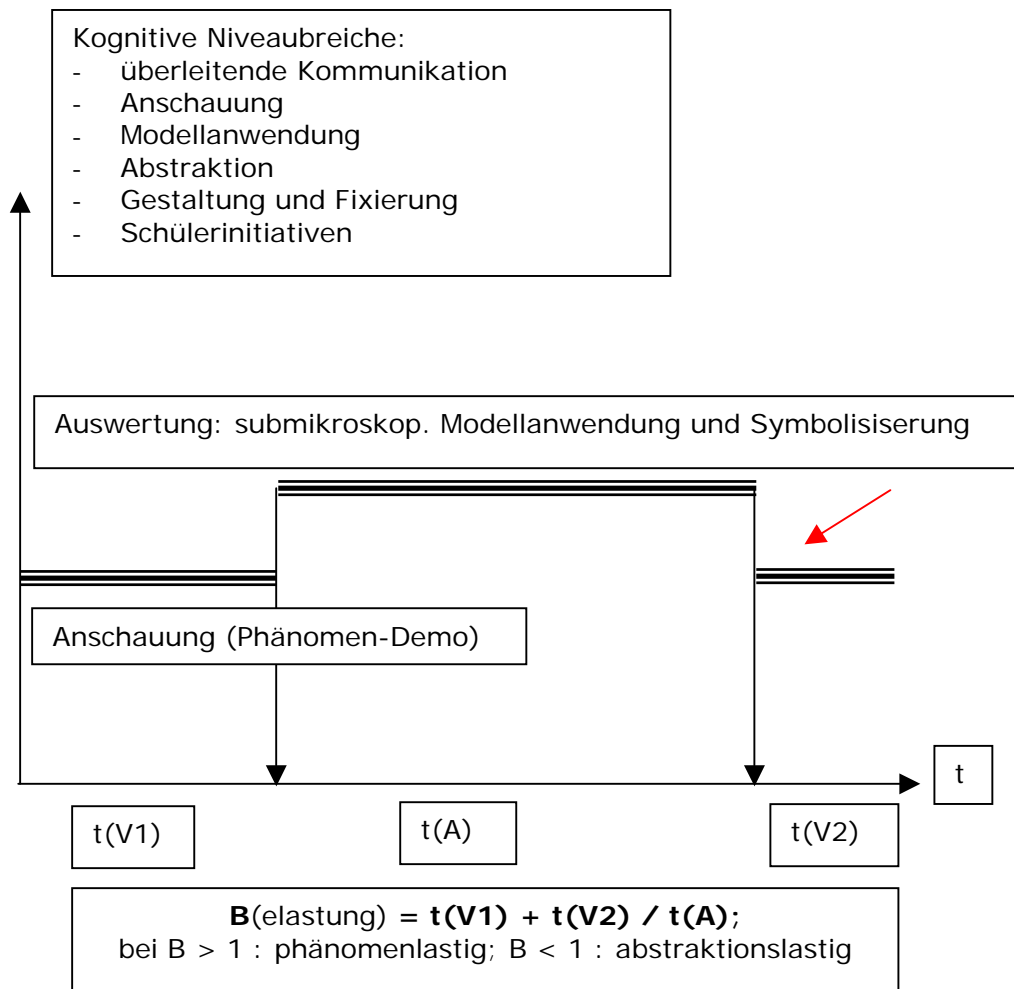 Kognitive Niveaubreiche:
- überleitende Kommunikation
- Anschauung
- Modellanwendung
- Abstraktion
- Gestaltung und Fixierung
- Schülerinitiativen
Auswertung: submikroskop. Modellanwendung und Symbolisiserung
Anschauung (Phänomen-Demo)
t
t(V1)
t(A)
t(V2)
B(elastung) = t(V1) + t(V2) / t(A);
bei B > 1 : phänomenlastig; B < 1 : abstraktionslastig